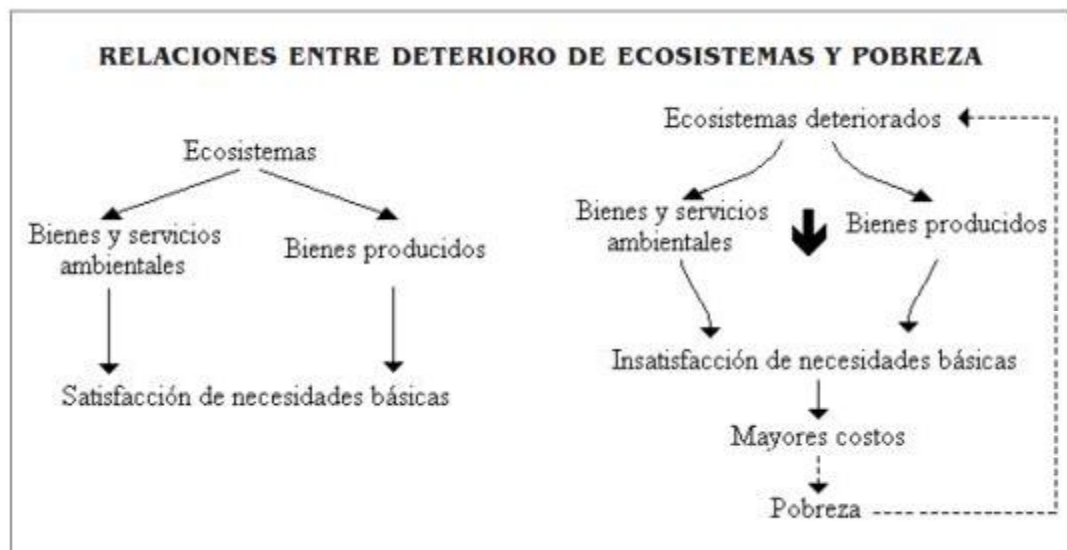 RELACIONES ENTRE DETERIORO DE ECOSISTEMAS Y POBREZA
Ecosistemas
Bienes y servicios
ambientales
Bienes producidos
Satisfacción de necesidades básicas
Ecosistemas deteriorados
Bienes y servicios
ambientales
Bienes producidos
Insatisfacción de necesidades básicas
Mayores costos
Pobreza